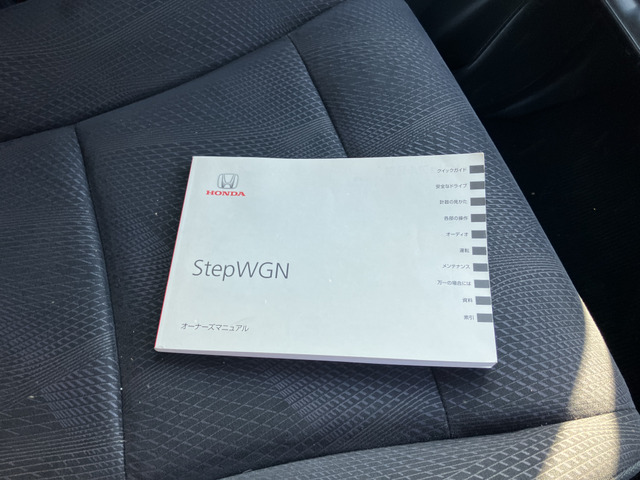 HONDA
StepWGN
オーナーズマニュアル
クイックガイド
安全なドライブ
計器の見かた
各部の操作
オーディオ
運転
メンテナンス
万一の場合には
資料
索引